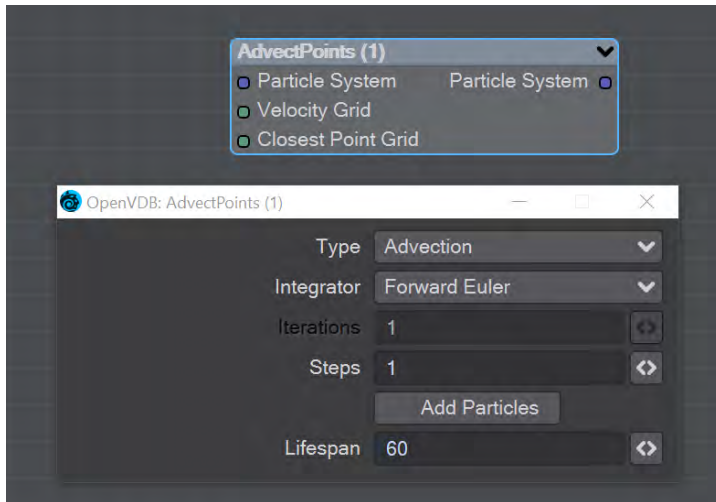 AdvectPoints (1)
Particle System Particle System
Velocity Grid
Closest Point Grid
OpenVDB: AdvectPoints (1)
Type Advection
Integrator Forward Euler
Iterations 1
Steps 1
Add Particles
Lifespan 60